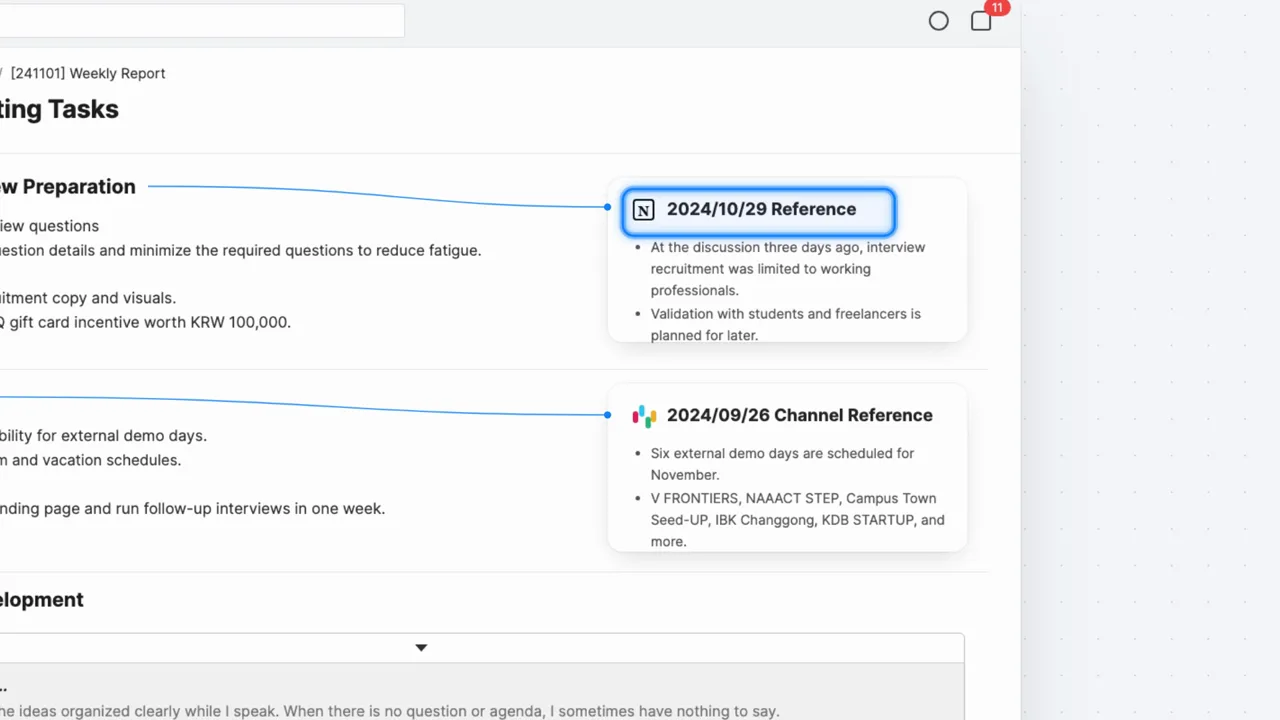 11
/ [241101] Weekly Report
ting Tasks
ew Preparation
iew questions
estion details and minimize the required questions to reduce fatigue.
itment copy and visuals.
Q gift card incentive worth KRW 100,000.
N 2024/10/29 Reference
• At the discussion three days ago, interview
recruitment was limited to working
professionals.
• Validation with students and freelancers is
planned for later.
bility for external demo days.
m and vacation schedules.
nding page and run follow-up interviews in one week.
2024/09/26 Channel Reference
• Six external demo days are scheduled for
November.
• V FRONTIERS, NAAACT STEP, Campus Town
Seed-UP, IBK Changgong, KDB STARTUP, and
more.
elopment
..
he ideas organized clearly while I speak. When there is no question or agenda, I sometimes have nothing to say.